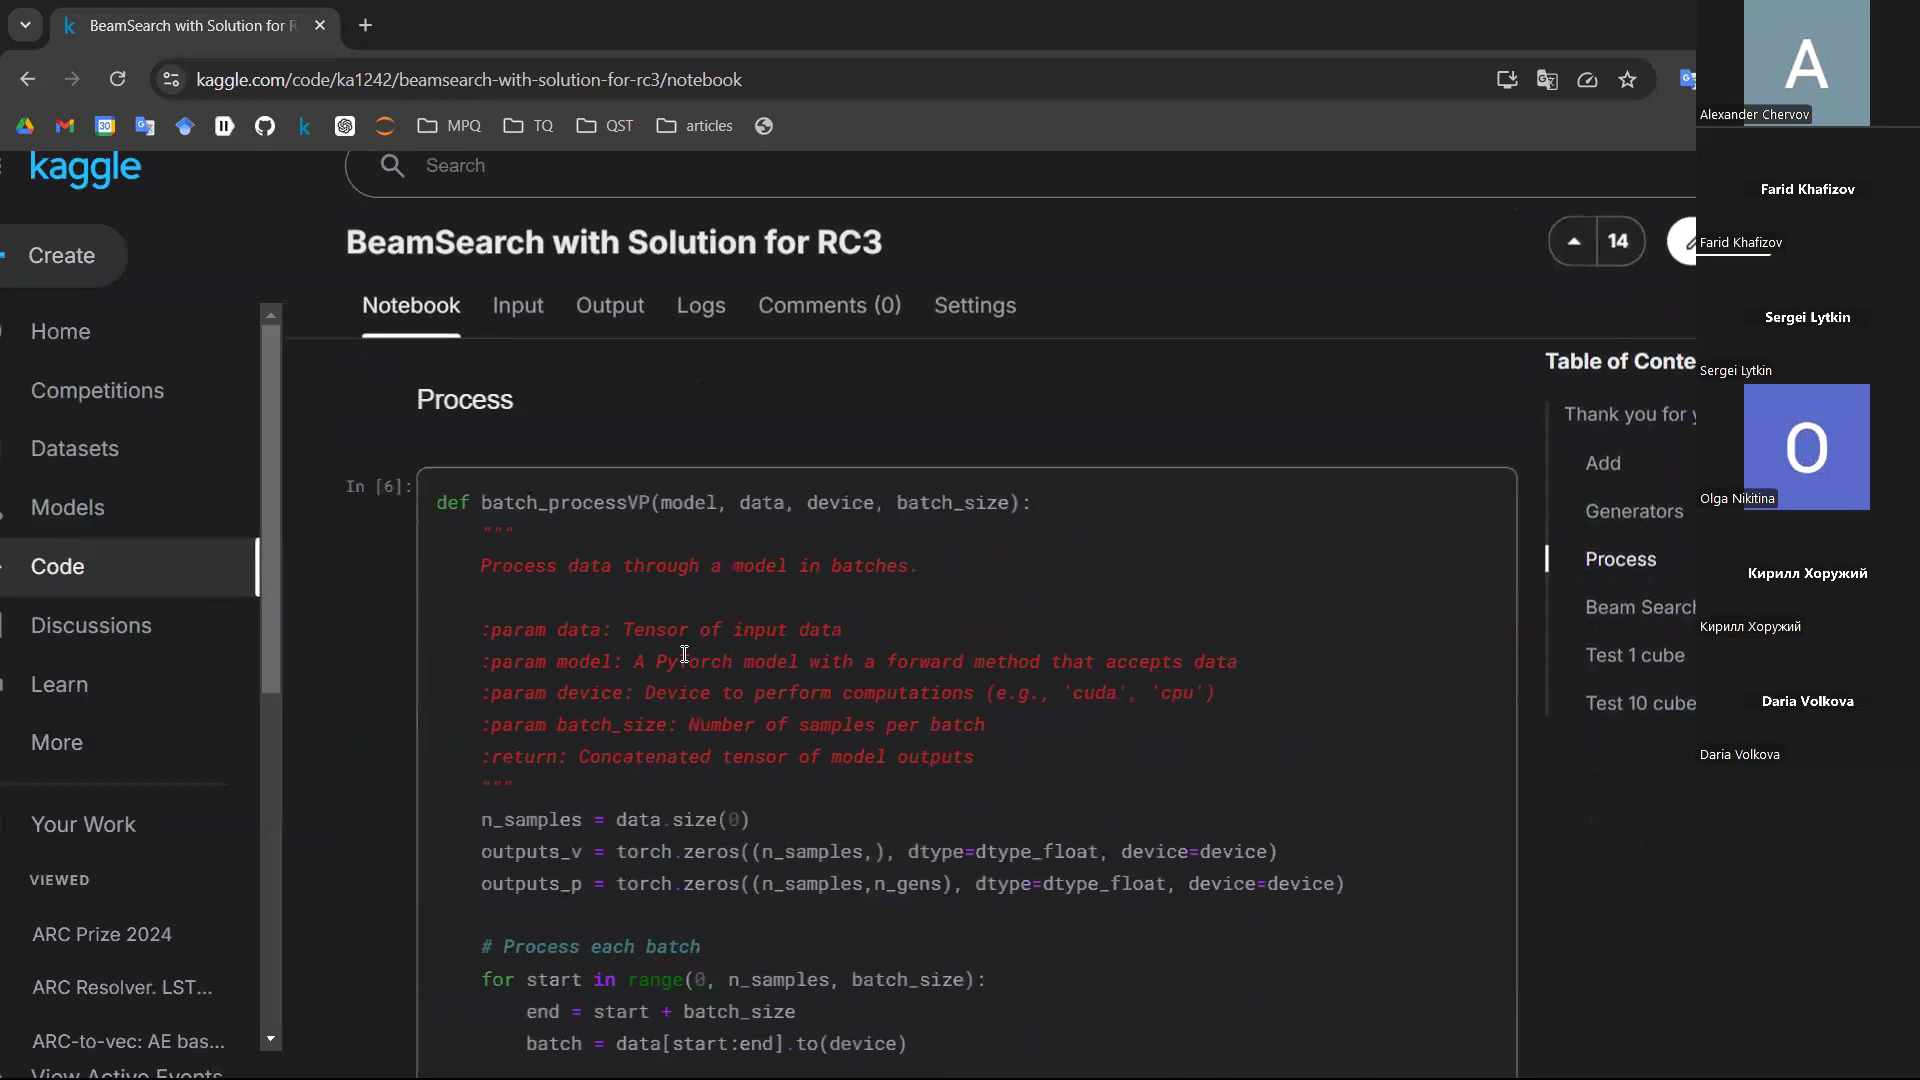 BeamSearch with Solution for R
kaggle.com/code/ka1242/beamsearch-with-solution-for-rc3/notebook
MPQ
TQ
QST
articles
kaggle
Search
Create
Home
Competitions
Datasets
Models
Code
Discussions
Learn
More
Your Work
VIEWED
ARC Prize 2024
ARC Resolver. LST...
ARC-to-vec: AE bas...
View Active Events
BeamSearch with Solution for RC3
14
Notebook
Input
Output
Logs
Comments (0)
Settings
Process
In [6]:
def batch_processVP(model, data, device, batch_size):
"""
Process data through a model in batches.
:param data: Tensor of input data
:param model: A PyTorch model with a forward method that accepts data
:param device: Device to perform computations (e.g., 'cuda', 'cpu')
:param batch_size: Number of samples per batch
:return: Concatenated tensor of model outputs
"""
n_samples = data.size(0)
outputs_v = torch.zeros((n_samples,), dtype=dtype_float, device=device)
outputs_p = torch.zeros((n_samples,n_gens), dtype=dtype_float, device=device)
# Process each batch
for start in range(0, n_samples, batch_size):
end = start + batch_size
batch = data[start:end].to(device)
Table of Conte
Thank you for y
Add
Generators
Process
Beam Search
Test 1 cube
Test 10 cube
A
Alexander Chervov
Farid Khafizov
Farid Khafizov
Sergei Lytkin
Sergei Lytkin
O
Olga Nikitina
Кирилл Хоружий
Кирилл Хоружий
Daria Volkova
Daria Volkova